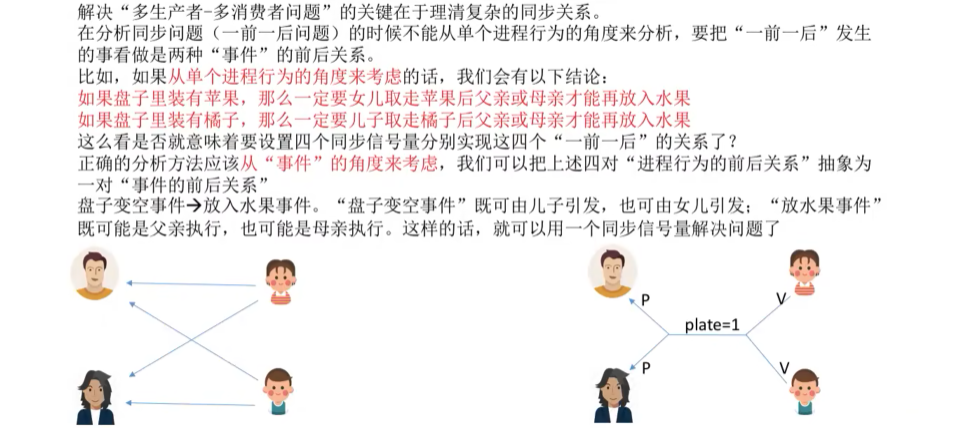 解决“多生产者-多消费者问题”的关键在于理清复杂的同步关系。
在分析同步问题（一前一后问题）的时候不能从单个进程行为的角度来分析，要把“一前一后”发生
的事看做是两种“事件”的前后关系。
比如，如果从单个进程行为的角度来考虑的话，我们会有以下结论：
如果盘子里装有苹果，那么一定要女儿取走苹果后父亲或母亲才能再放入水果
如果盘子里装有橘子，那么一定要儿子取走橘子后父亲或母亲才能再放入水果
这么看是否就意味着要设置四个同步信号量分别实现这四个“一前一后”的关系了？
正确的分析方法应该从“事件”的角度来考虑，我们可以把上述四对“进程行为的前后关系”抽象为
一对“事件的前后关系”
盘子变空事件→放入水果事件。“盘子变空事件”既可由儿子引发，也可由女儿引发；“放水果事件”
既可能是父亲执行，也可能是母亲执行。这样的话，就可以用一个同步信号量解决问题了
P
V
plate=1
P
V